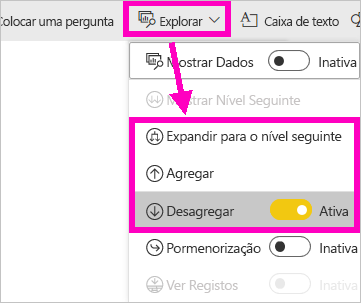 Colocar uma pergunta Explorar Caixa de texto
Mostrar Dados Inativa
Mostrar Nível Seguinte
Expandir para o nível seguinte
Agregar
Desagregar Ativa
Pormenorização Inativa
Ver Registos Inativa